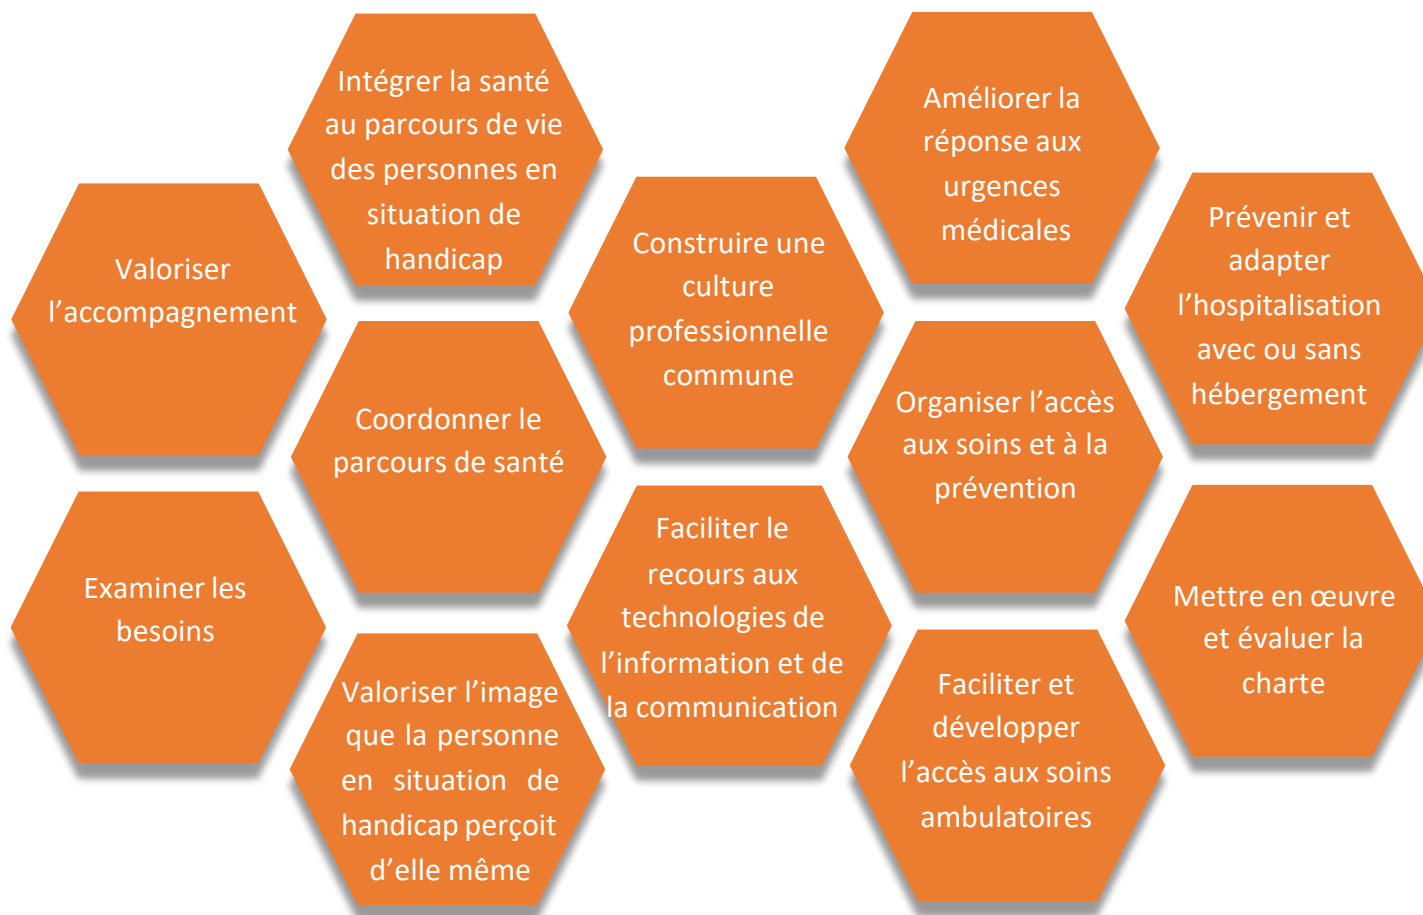 Intégrer la santé
au parcours de vie
des personnes en
situation de
handicap
Améliorer la
réponse aux
urgences
médicales
Valoriser
l’accompagnement
Construire une
culture
professionnelle
commune
Prévenir et
adapter
l’hospitalisation
avec ou sans
hébergement
Coordonner le
parcours de santé
Organiser l’accès
aux soins et à la
prévention
Examiner les
besoins
Faciliter le
recours aux
technologies de
l’information et de
la communication
Mettre en œuvre
et évaluer la
charte
Valoriser l’image
que la personne
en situation de
handicap perçoit
d’elle même
Faciliter et
développer
l’accès aux soins
ambulatoires